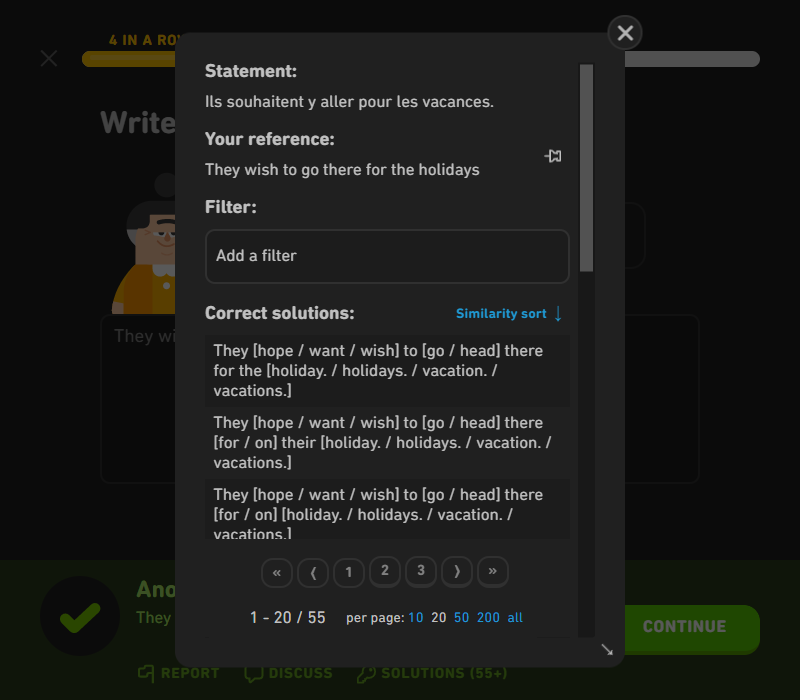 4 IN A RO
Write
Statement:
Ils souhaitent y aller pour les vacances.
Your reference:
They wish to go there for the holidays
Filter:
Add a filter
Correct solutions:
Similarity sort ↓
They [hope / want / wish] to [go / head] there
for the [holiday. / holidays. / vacation. /
vacations.]
They [hope / want / wish] to [go / head] there
[for / on] their [holiday. / holidays. / vacation. /
vacations.]
They [hope / want / wish] to [go / head] there
[for / on] [holiday. / holidays. / vacation. /
vacations.]
« ⟨ 1 2 3 ⟩ »
1 - 20 / 55 per page: 10 20 50 200 all
They wi
Ano
They
CONTINUE
REPORT DISCUSS SOLUTIONS (55+)